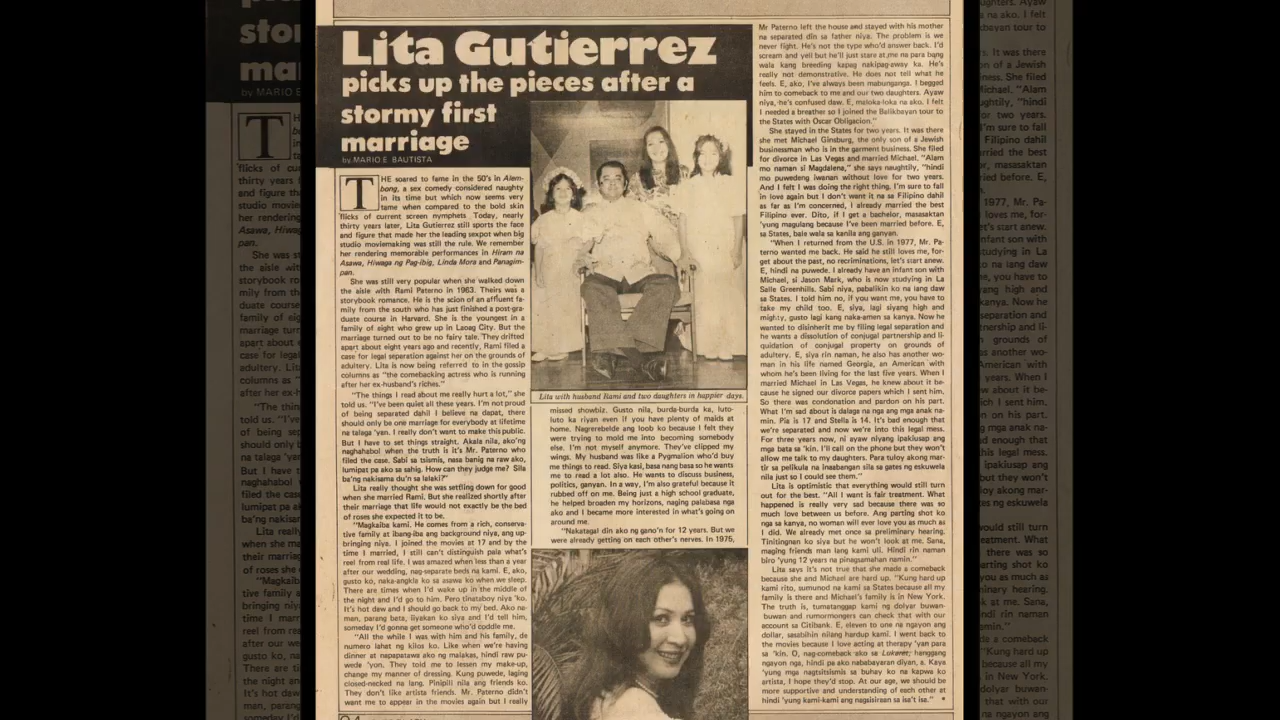 Lita Gutierrez
picks up the pieces after a
stormy first
marriage
by MARIO E. BAUTISTA
THE soared to fame in the 50's in Alem-
bong, a sex comedy considered naughty
in its time but which now seems very
tame when compared to the bold skin
flicks of current screen nymphets. Today, nearly
thirty years later, Lita Gutierrez still sports the face
and figure that made her the leading sexpot when big
studio moviemaking was still the rule. We remember
her rendering memorable performances in Hiram na
Asawa, Hiwaga ng Pag-ibig, Linda Mora and Panagim-
pan.
She was still very popular when she walked down
the aisle with Rami Paterno in 1963. Theirs was a
storybook romance. He is the scion of an affluent fa-
mily from the south who has just finished a post-gra-
duate course in Harvard. She is the youngest in a
family of eight who grew up in Laoag City. But the
marriage turned out to be no fairy tale. They drifted
apart about eight years ago and recently, Rami filed a
case for legal separation against her on the grounds of
adultery. Lita is now being referred to in the gossip
columns as "the comebacking actress who is running
after her ex-husband's riches."
"The things I read about me really hurt a lot," she
told us. "I've been quiet all these years. I'm not proud
of being separated dahil I believe na dapat, there
should only be one marriage for everybody at lifetime
na talaga 'yan. I really don't want to make this public.
But I have to set things straight. Akala nila, ako'ng
naghahabol when the truth is it's Mr. Paterno who
filed the case. Sabi sa tsismis, nasa banig na raw ako,
lumipat pa ako sa sahig. How can they judge me? Sila
ba'ng nakisama du'n sa lalaki?"
Lita really thought she was settling down for good
when she married Rami. But she realized shortly after
their marriage that life would not exactly be the bed
of roses she expected it to be.
"Magkaiba kami. He comes from a rich, conserva-
tive family at ibang-iba ang background niya, ang up-
bringing niya. I joined the movies at 17 and by the
time I married, I still can't distinguish pala what's
reel from real life. I was amazed when less than a year
after our wedding, nag-separate beds na kami. E, ako,
gusto ko, naka-angkla ko sa asawa ko when we sleep.
There are times when I'd wake up in the middle of
the night and I'd go to him. Pero tinataboy niya 'ko.
It's hot daw and I should go back to my bed. Ako na-
man, parang beta, iiyakan ko siya and I'd tell him,
someday I'd gonna get someone who'd coddle me.
"All the while I was with him and his family, de
numero lahat ng kilos ko. Like when we're having
dinner at napapatawa ako ng malakas, hindi raw pu-
wede 'yon. They told me to lessen my make-up,
change my manner of dressing. Kung puwede, laging
closed-necked na lang. Pinipili nila ang friends ko.
They don't like artista friends. Mr. Paterno didn't
want me to appear in the movies again but I really
Lita with husband Rami and two daughters in happier days.
missed showbiz. Gusto nila, burda-burda ka, luto-
luto ka riyan even if you have plenty of maids at
home. Nagrerebelde ang loob ko because I felt they
were trying to mold me into becoming somebody
else. I'm not myself anymore. They've clipped my
wings. My husband was like a Pygmalion who'd buy
me things to read. Siya kasi, basa nang basa so he wants
me to read a lot also. He wants to discuss business,
politics, ganyan. In a way, I'm also grateful because it
rubbed off on me. Being just a high school graduate,
he helped broaden my horizons, naging palabasa nga
ako and I became more interested in what's going on
around me.
"Nakatagal din ako ng gano'n for 12 years. But we
were already getting on each other's nerves. In 1975,
Mr Paterno left the house and stayed with his mother
na separated din sa father niya. The problem is we
never fight. He's not the type who'd answer back. I'd
scream and yell but he'll just stare at me na para bang
wala kang breeding kapag nakipag-away ka. He's
really not demonstrative. He does not tell what he
feels. E, ako, I've always been mabunganga. I begged
him to comeback to me and our two daughters. Ayaw
niya, he's confused daw. E, maloka-loka na ako. I felt
I needed a breather so I joined the Balikbayan tour to
the States with Oscar Obligacion."
She stayed in the States for two years. It was there
she met Michael Ginsburg, the only son of a Jewish
businessman who is in the garment business. She filed
for divorce in Las Vegas and married Michael. "Alam
mo naman si Magdalena," she says naughtily, "hindi
mo puwedeng iwanan without love for two years.
And I felt I was doing the right thing. I'm sure to fall
in love again but I don't want it na sa Filipino dahil
as far as I'm concerned, I already married the best
Filipino ever. Dito, if I get a bachelor, masasaktan
'yung magulang because I've been married before. E,
sa States, bale wala sa kanila ang ganyan.
"When I returned from the U.S. in 1977, Mr. Pa-
terno wanted me back. He said he still loves me, for-
get about the past, no recriminations, let's start anew.
E, hindi na puwede. I already have an infant son with
Michael, si Jason Mark, who is now studying in La
Salle Greenhills. Sabi niya, pabalikin ko na lang daw
sa States. I told him no, if you want me, you have to
take my child too. E, siya, lagi siyang high and
mighty, gusto lagi kang naka-amen sa kanya. Now he
wanted to disinherit me by filing legal separation and
he wants a dissolution of conjugal partnership and li-
quidation of conjugal property on grounds of
adultery. E, siya rin naman, he also has another wo-
man in his life named Georgia, an American with
whom he's been living for the last five years. When I
married Michael in Las Vegas, he knew about it be-
cause he signed our divorce papers which I sent him.
So there was condonation and pardon on his part.
What I'm sad about is dalaga na nga ang mga anak na-
min. Pia is 17 and Stella is 14. It's bad enough that
we're separated and now we're into this legal mess.
For three years now, ni ayaw niyang ipakiusap ang
mga bata sa 'kin. I'll call on the phone but they won't
allow me talk to my daughters. Para tuloy akong mar-
tir sa pelikula na inaabangan sila sa gates ng eskuwela
nila just so I could see them."
Lita is optimistic that everything would still turn
out for the best. "All I want is fair treatment. What
happened is really very sad because there was so
much love between us before. Ang parting shot ko
nga sa kanya, no woman will ever love you as much as
I did. We already met once sa preliminary hearing.
Tinitingnan ko siya but he won't look at me. Sana,
maging friends man lang kami uli. Hindi rin naman
biro 'yung 12 years na pinagsamahan namin."
Lita says it's not true that she made a comeback
because she and Michael are hard up. "Kung hard up
kami rito, sumunod na kami sa States because all my
family is there and Michael's family is in New York.
The truth is, tumatanggap kami ng dolyar buwan-
buwan and rumormongers can check that with our
account sa Citibank. E, eleven to one na ngayon ang
dollar, sasabihin nilang hardup kami. I went back to
the movies because I love acting at therapy 'yan para
sa 'kin. O, nag-comeback ako sa Lukaret, hanggang
ngayon nga, hindi pa ako nababayaran diyan, a. Kaya
'yung mga nagtsitsismis sa buhay ko na kapwa ko
artista, I hope they'd stop. At our age, we should be
more supportive and understanding of each other at
hindi 'yung kami-kami ang nagsisiraan sa isa't isa."